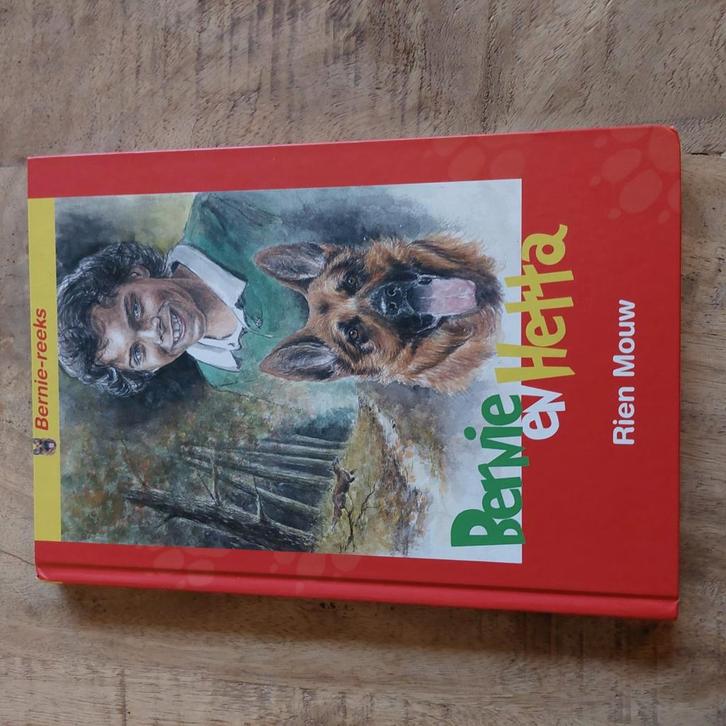 Bernie-reeks
Bernie
en Hetta
Rien Mouw